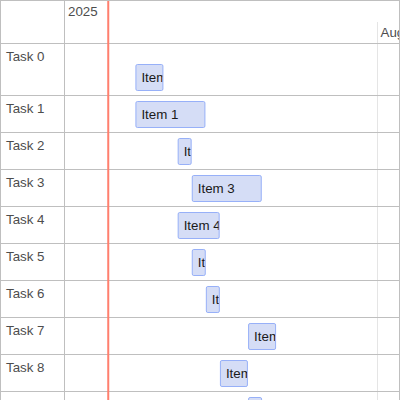 2025
Aug
Task 0
Item
Task 1
Item 1
Task 2
It
Task 3
Item 3
Task 4
Item 4
Task 5
It
Task 6
It
Task 7
Item
Task 8
Item